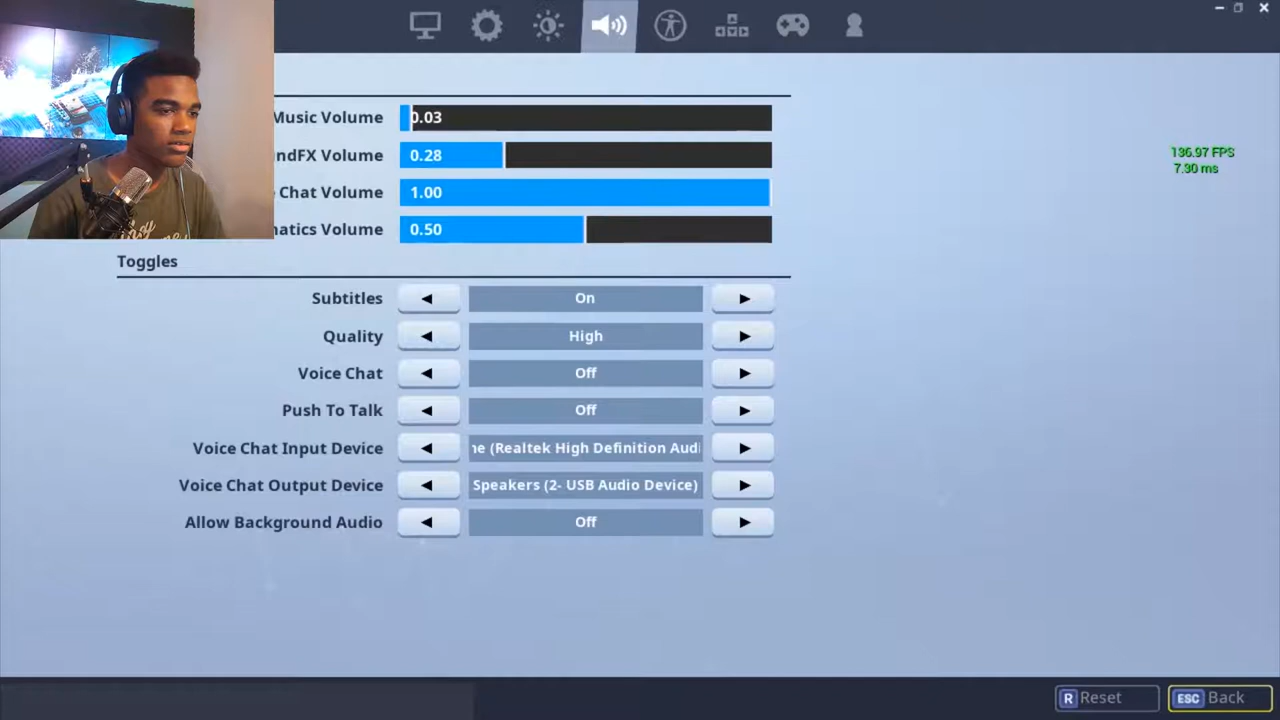 136.97 FPS
7.30 ms
Music Volume 0.03
ndFX Volume 0.28
Chat Volume 1.00
natics Volume 0.50
Toggles
Subtitles ◄ On ►
Quality ◄ High ►
Voice Chat ◄ Off ►
Push To Talk ◄ Off ►
Voice Chat Input Device ◄ ne (Realtek High Definition Audi ►
Voice Chat Output Device ◄ Speakers (2- USB Audio Device) ►
Allow Background Audio ◄ Off ►
R Reset ESC Back